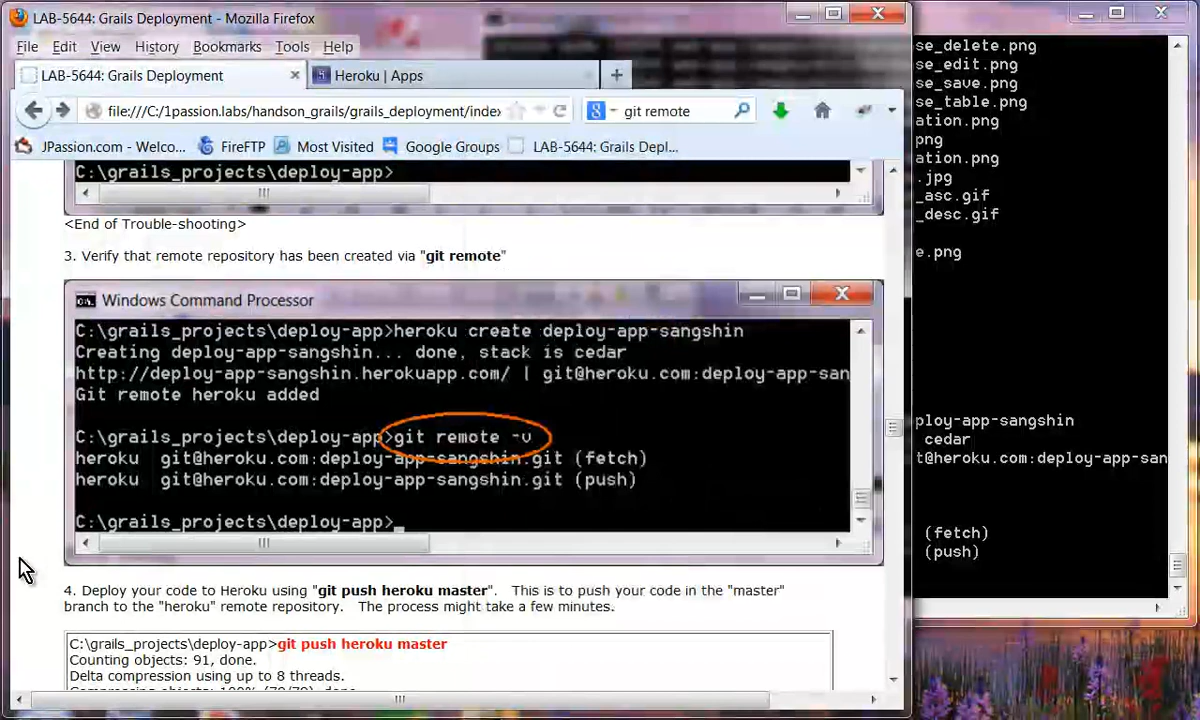 LAB-5644: Grails Deployment - Mozilla Firefox
File Edit View History Bookmarks Tools Help
LAB-5644: Grails Deployment
Heroku | Apps
file:///C:/1passion.labs/handson_grails/grails_deployment/index
git remote
JPassion.com - Welco... FireFTP Most Visited Google Groups LAB-5644: Grails Depl...
C:\grails_projects\deploy-app>
<End of Trouble-shooting>
3. Verify that remote repository has been created via "git remote"
Windows Command Processor
C:\grails_projects\deploy-app>heroku create deploy-app-sangshin
Creating deploy-app-sangshin... done, stack is cedar
http://deploy-app-sangshin.herokuapp.com/ | git@heroku.com:deploy-app-san
Git remote heroku added
C:\grails_projects\deploy-app>git remote -v
heroku git@heroku.com:deploy-app-sangshin.git (fetch)
heroku git@heroku.com:deploy-app-sangshin.git (push)
C:\grails_projects\deploy-app>_
4. Deploy your code to Heroku using "git push heroku master". This is to push your code in the "master"
branch to the "heroku" remote repository. The process might take a few minutes.
C:\grails_projects\deploy-app>git push heroku master
Counting objects: 91, done.
Delta compression using up to 8 threads.
Compressing objects: 100% (79/79), done.
se_delete.png
se_edit.png
se_save.png
se_table.png
ation.png
png
ation.png
.jpg
_asc.gif
_desc.gif
e.png
ploy-app-sangshin
cedar
t@heroku.com:deploy-app-san
(fetch)
(push)